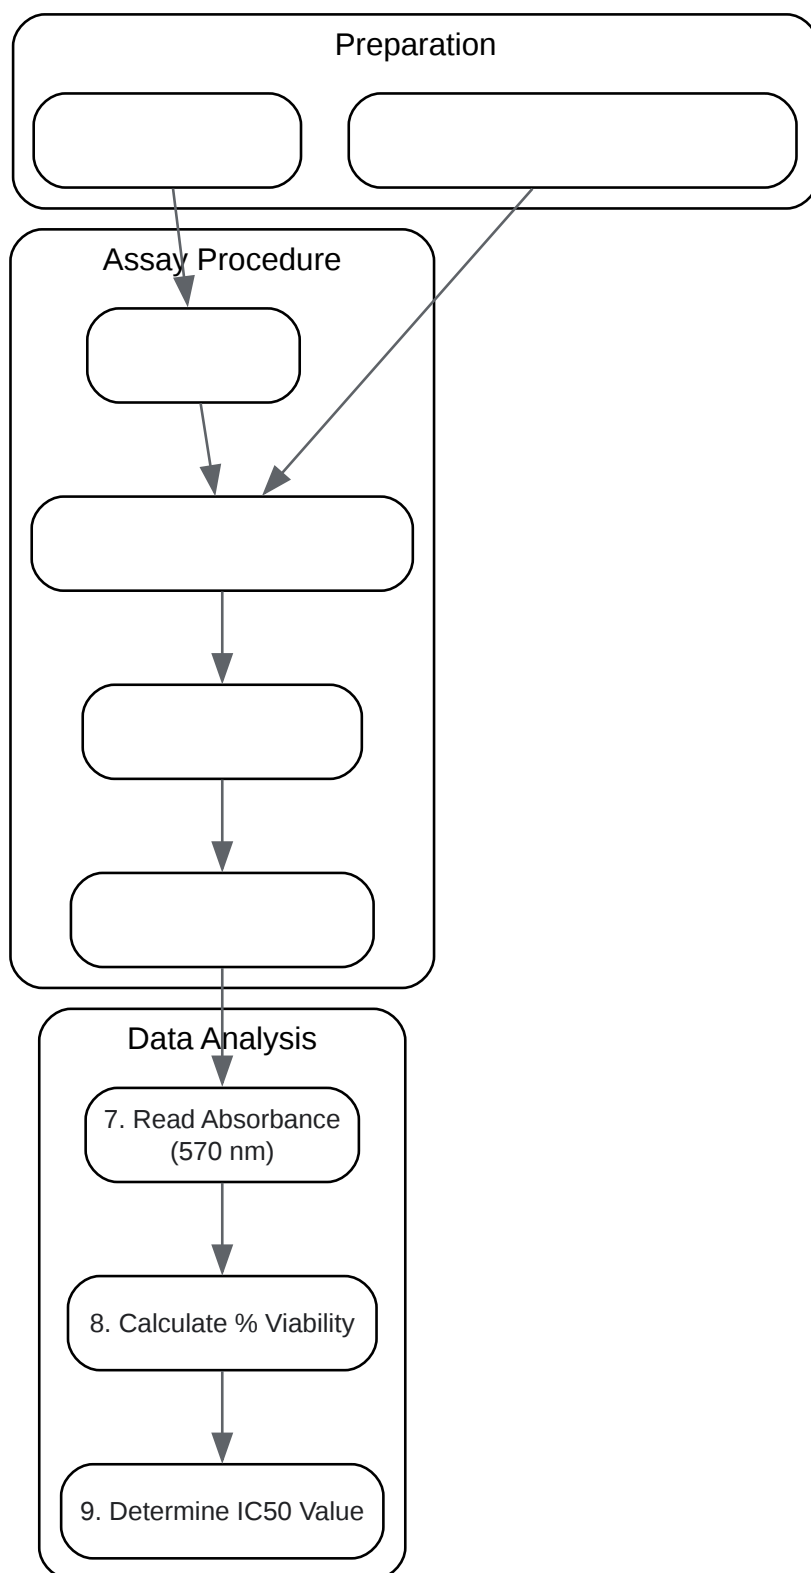 Preparation
Assay Procedure
Data Analysis
7. Read Absorbance
(570 nm)
8. Calculate % Viability
9. Determine IC50 Value